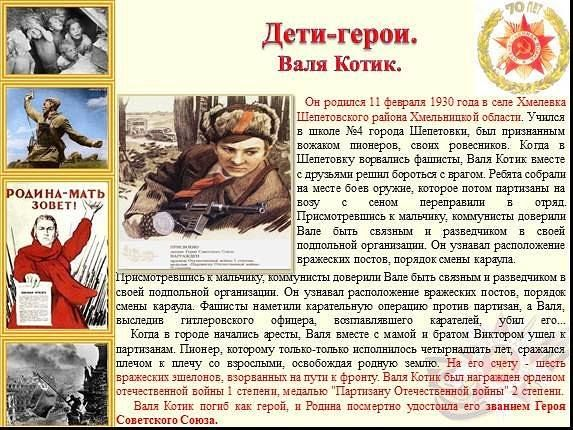 70 ЛЕТ
Дети-герои.
Валя Котик.
РОДИНА-МАТЬ
ЗОВЕТ!
Он родился 11 февраля 1930 года в селе Хмелевка
Шепетовского района Хмельницкой области. Учился
в школе №4 города Шепетовки, был признанным
вожаком пионеров, своих ровесников. Когда в
Шепетовку ворвались фашисты, Валя Котик вместе
с друзьями решил бороться с врагом. Ребята собрали
на месте боев оружие, которое потом партизаны на
возу с сеном переправили в отряд.
Присмотревшись к мальчику, коммунисты доверили
Вале быть связным и разведчиком в своей
подпольной организации. Он узнавал расположение
вражеских постов, порядок смены караула.
Присмотревшись к мальчику, коммунисты доверили Вале быть связным и разведчиком в
своей подпольной организации. Он узнавал расположение вражеских постов, порядок
смены караула. Фашисты наметили карательную операцию против партизан, а Валя,
выследив гитлеровского офицера, возглавлявшего карателей, убил его...
Когда в городе начались аресты, Валя вместе с мамой и братом Виктором ушел к
партизанам. Пионер, которому только-только исполнилось четырнадцать лет, сражался
плечом к плечу со взрослыми, освобождая родную землю. На его счету - шесть
вражеских эшелонов, взорванных на пути к фронту. Валя Котик был награжден орденом
отечественной войны 1 степени, медалью "Партизану Отечественной войны" 2 степени.
Валя Котик погиб как герой, и Родина посмертно удостоила его званием Героя
Советского Союза.